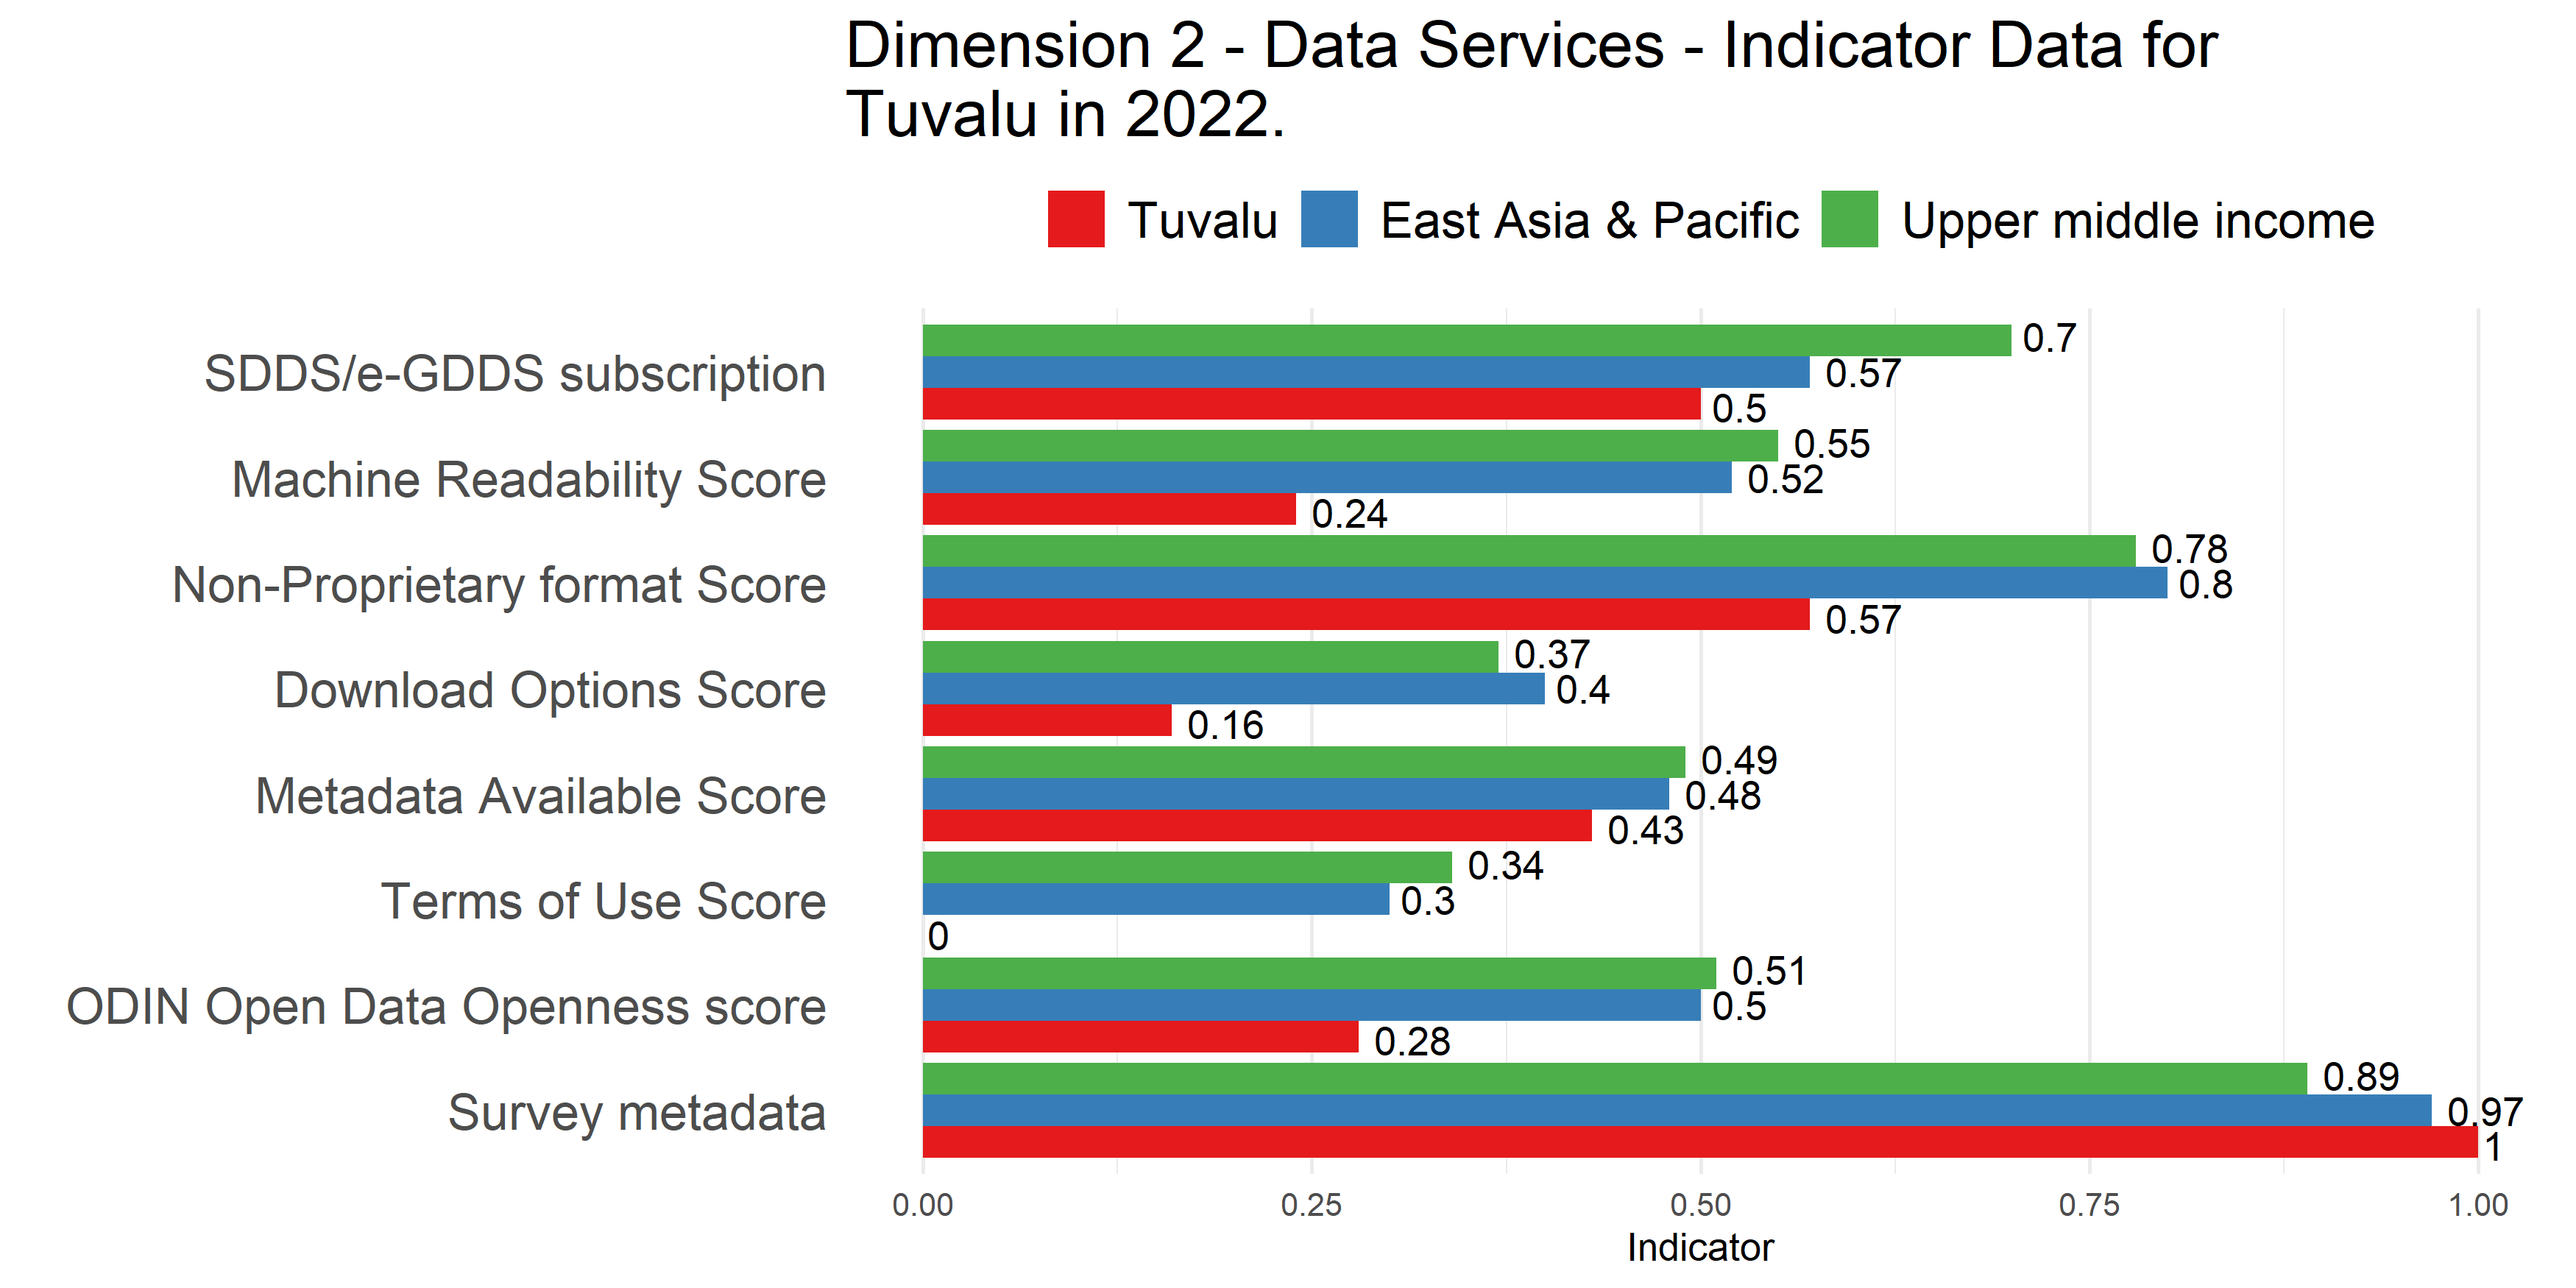 Dimension 2 - Data Services - Indicator Data for
Tuvalu in 2022.
Tuvalu East Asia & Pacific Upper middle income
SDDS/e-GDDS subscription
0.7
0.57
0.5
Machine Readability Score
0.55
0.52
0.24
Non-Proprietary format Score
0.78
0.8
0.57
Download Options Score
0.37
0.4
0.16
Metadata Available Score
0.49
0.48
0.43
Terms of Use Score
0.34
0.3
0
ODIN Open Data Openness score
0.51
0.5
0.28
Survey metadata
0.89
0.97
1
0.00 0.25 0.50 0.75 1.00
Indicator